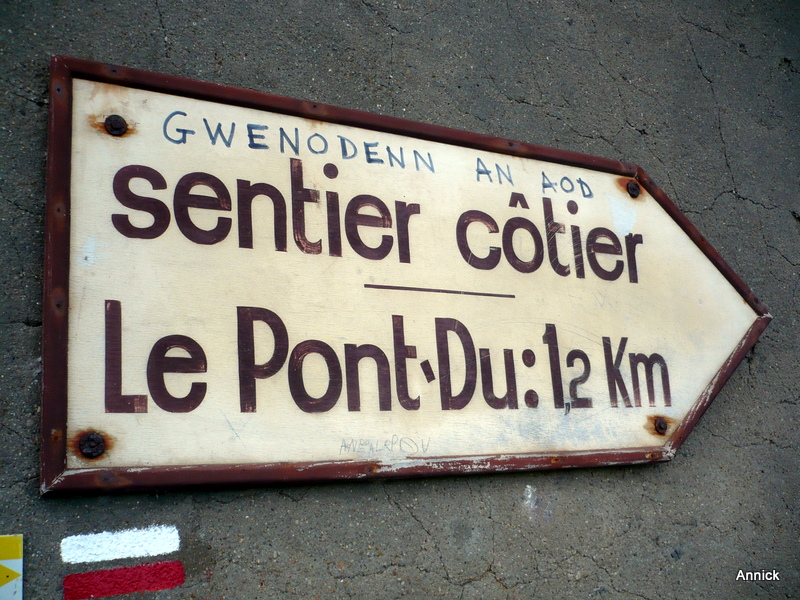 GWENODENN AN AOD
sentier côtier
Le Pont-Du : 1,2 Km
Annick